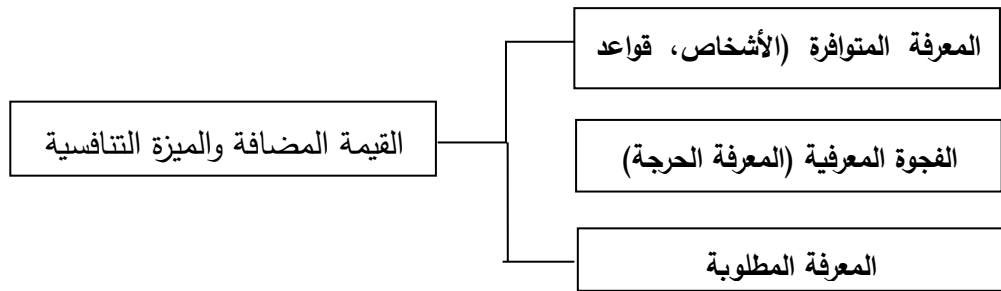 المعرفة المتوافرة (الأشخاص، قواعد
القيمة المضافة والميزة التنافسية
الفجوة المعرفية (المعرفة الحرجة)
المعرفة المطلوبة